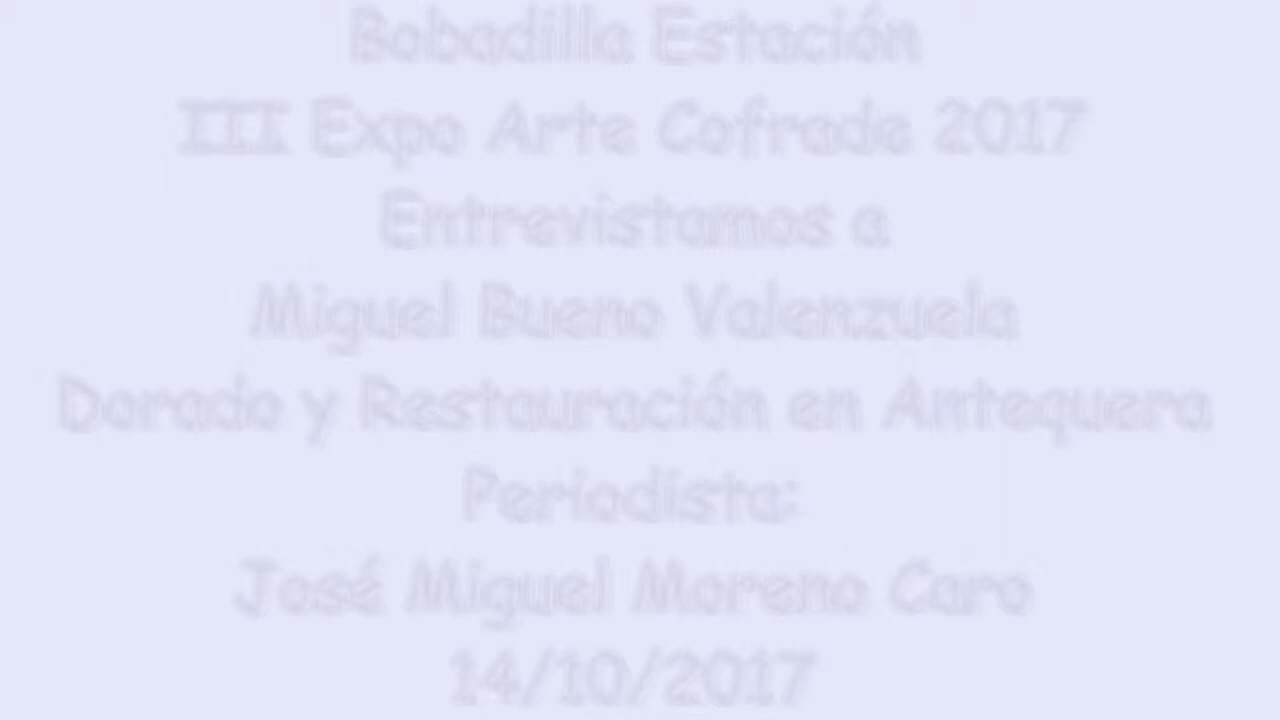 Bobadilla Estación
III Expo Arte Cofrade 2017
Entrevistamos a
Miguel Bueno Valenzuela
Dorado y Restauración en Antequera
Periodista:
José Miguel Moreno Caro
14/10/2017